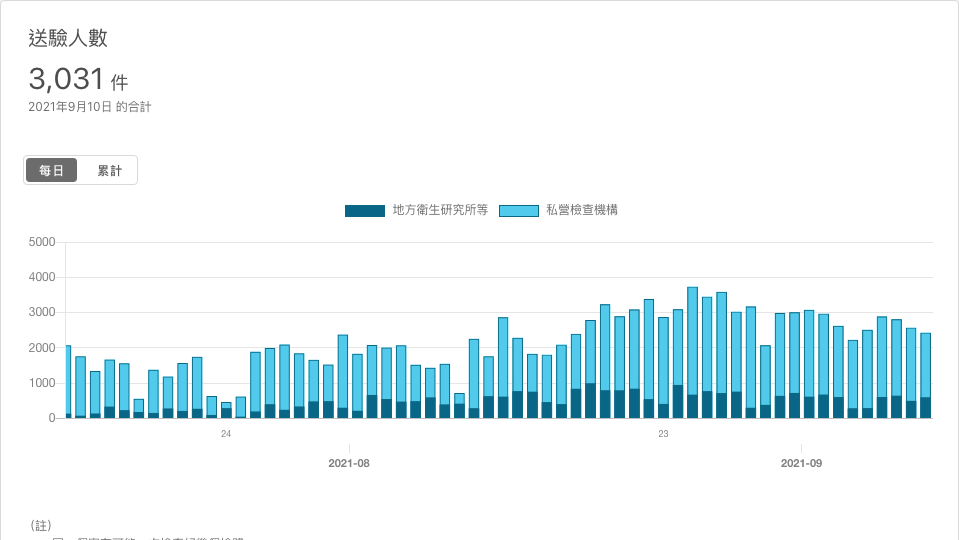 送驗人數
3,031 件
2021年9月10日 的合計
每日 累計
地方衛生研究所等 私營檢查機構
5000
4000
3000
2000
1000
0
24 23
2021-08 2021-09
(註)